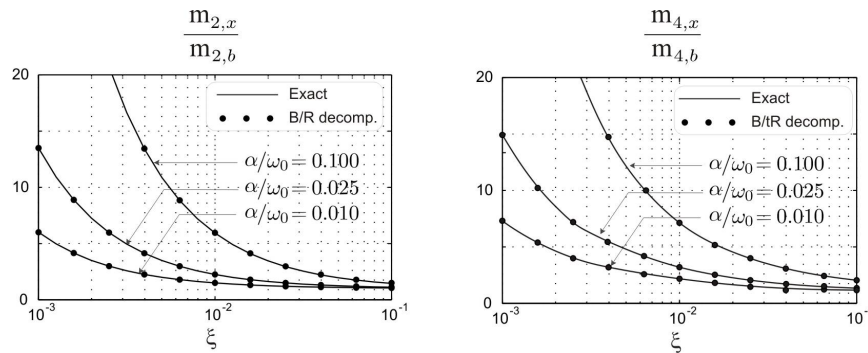 m₂,ₓ
m₂,b
20
10
0
10⁻³
10⁻²
10⁻¹
ξ
Exact
B/R decomp.
α/ω₀ = 0.100
α/ω₀ = 0.025
α/ω₀ = 0.010
m₄,ₓ
m₄,b
20
10
0
10⁻³
10⁻²
10⁻¹
ξ
Exact
B/tR decomp.
α/ω₀ = 0.100
α/ω₀ = 0.025
α/ω₀ = 0.010